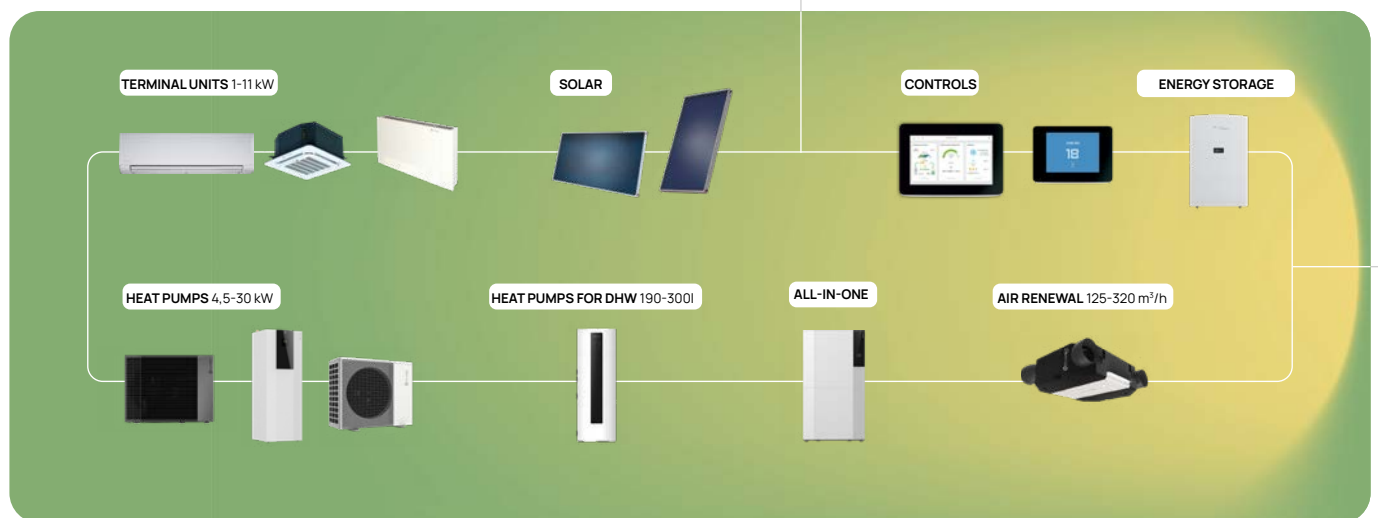 TERMINAL UNITS 1-11 kW
SOLAR
CONTROLS
ENERGY STORAGE
18
HEAT PUMPS 4,5-30 kW
HEAT PUMPS FOR DHW 190-300l
ALL-IN-ONE
AIR RENEWAL 125-320 m³/h